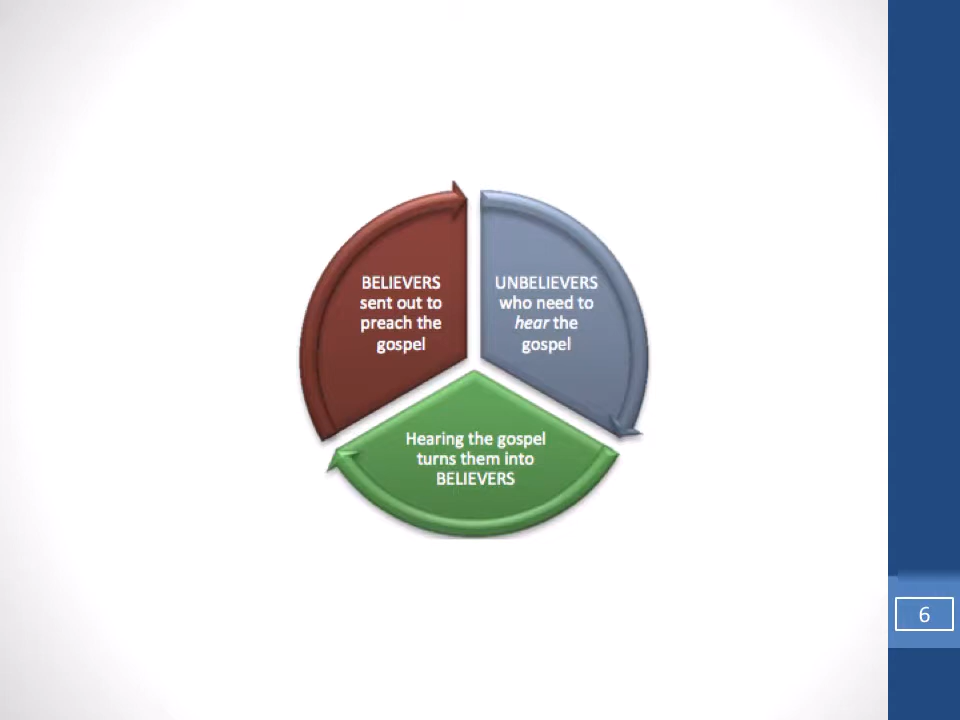 BELIEVERS
sent out to
preach the
gospel
UNBELIEVERS
who need to
hear the
gospel
Hearing the gospel
turns them into
BELIEVERS
6